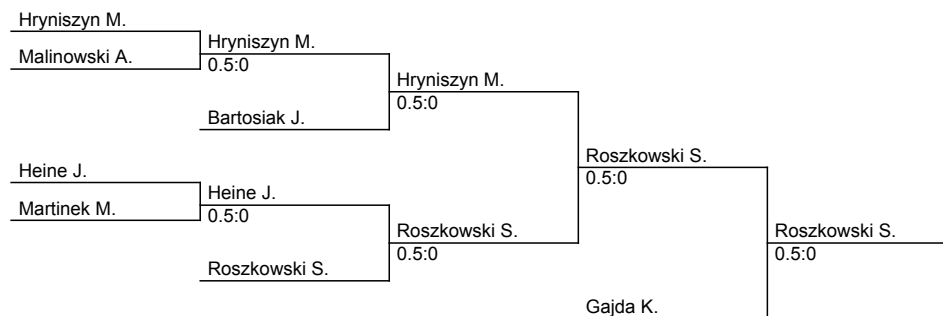 Hryniszyn M.
Malinowski A.
Hryniszyn M.
0.5:0
Bartosiak J.
Hryniszyn M.
0.5:0
Heine J.
Martinek M.
Heine J.
0.5:0
Roszkowski S.
Roszkowski S.
0.5:0
Roszkowski S.
0.5:0
Gajda K.
Roszkowski S.
0.5:0